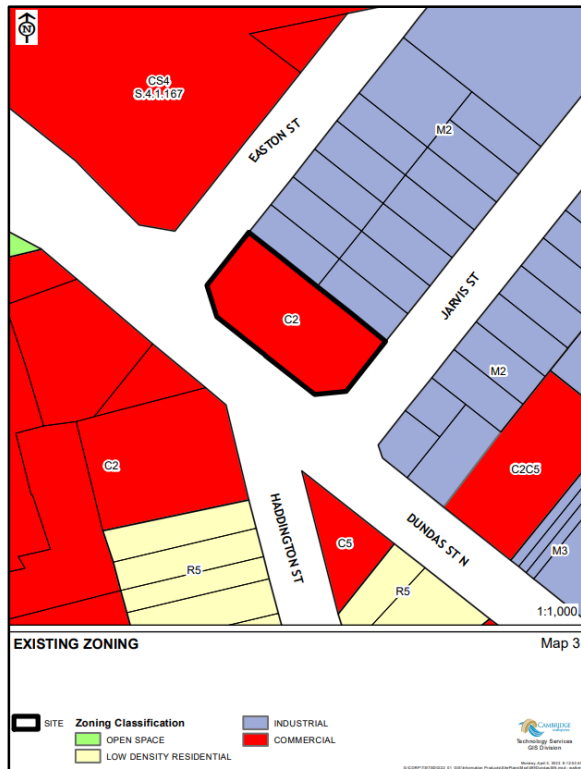 N
CS4
S.4.1.167
EASTON ST
M2
C2
JARVIS ST
M2
C2
C2C5
HADDINGTON ST
C5
DUNDAS ST N
M3
R5
R5
1:1,000
EXISTING ZONING
Map 3
SITE
Zoning Classification
OPEN SPACE
LOW DENSITY RESIDENTIAL
INDUSTRIAL
COMMERCIAL
CAMBRIDGE
Technology Services
GIS Division